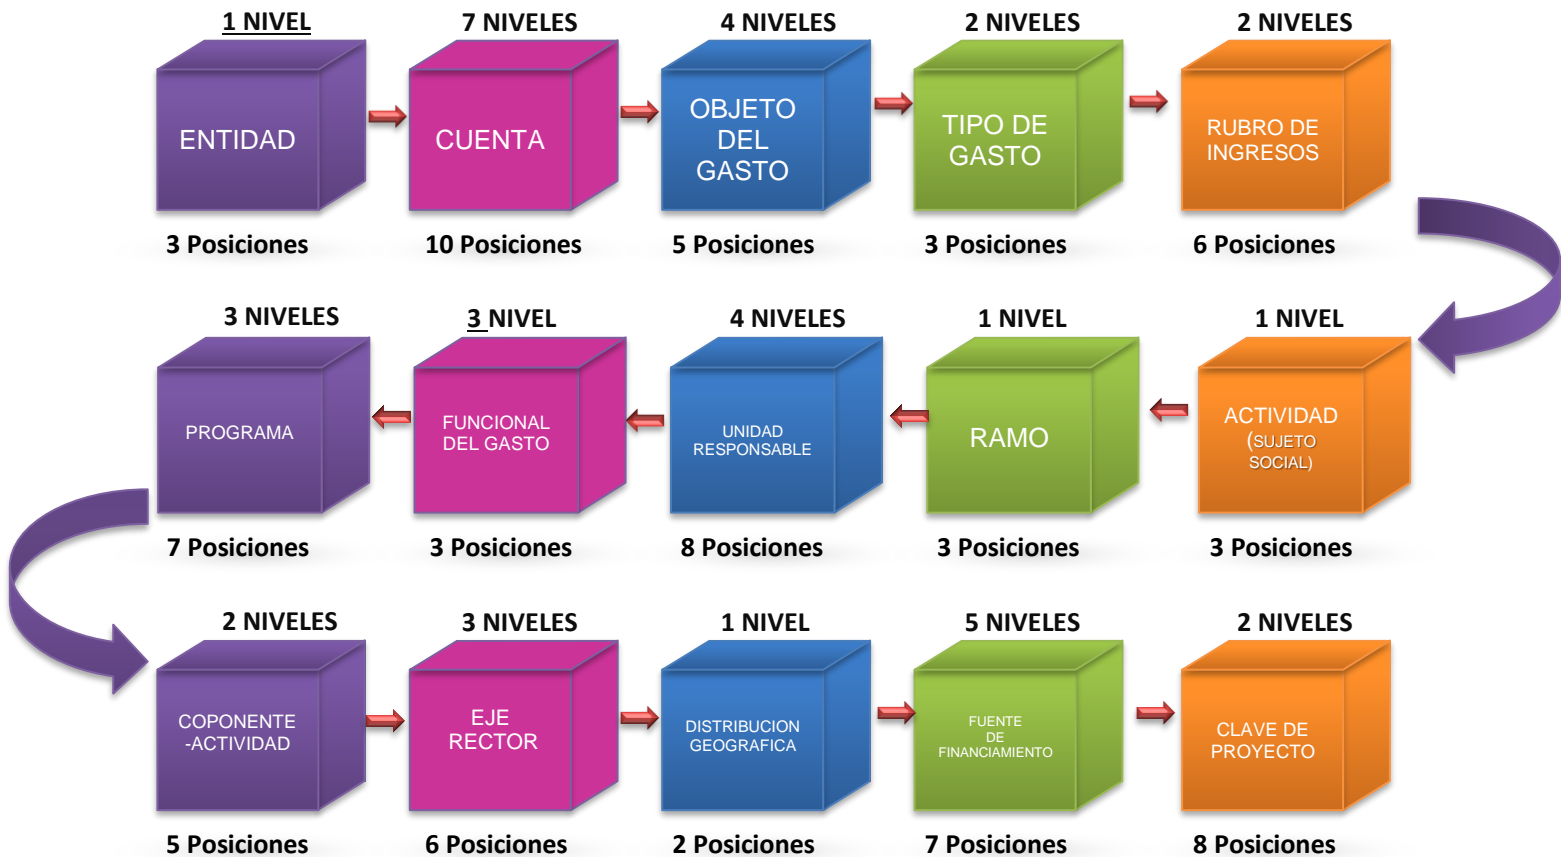 1 NIVEL
7 NIVELES
4 NIVELES
2 NIVELES
2 NIVELES
ENTIDAD
CUENTA
OBJETO
DEL
GASTO
TIPO DE
GASTO
RUBRO DE
INGRESOS
3 Posiciones
10 Posiciones
5 Posiciones
3 Posiciones
6 Posiciones
3 NIVELES
3 NIVEL
4 NIVELES
1 NIVEL
1 NIVEL
PROGRAMA
FUNCIONAL
DEL GASTO
UNIDAD
RESPONSABLE
RAMO
ACTIVIDAD
(SUJETO
SOCIAL)
7 Posiciones
3 Posiciones
8 Posiciones
3 Posiciones
3 Posiciones
2 NIVELES
3 NIVELES
1 NIVEL
5 NIVELES
2 NIVELES
COPONENTE
-ACTIVIDAD
EJE
RECTOR
DISTRIBUCION
GEOGRAFICA
FUENTE
DE
FINANCIAMIENTO
CLAVE DE
PROYECTO
5 Posiciones
6 Posiciones
2 Posiciones
7 Posiciones
8 Posiciones